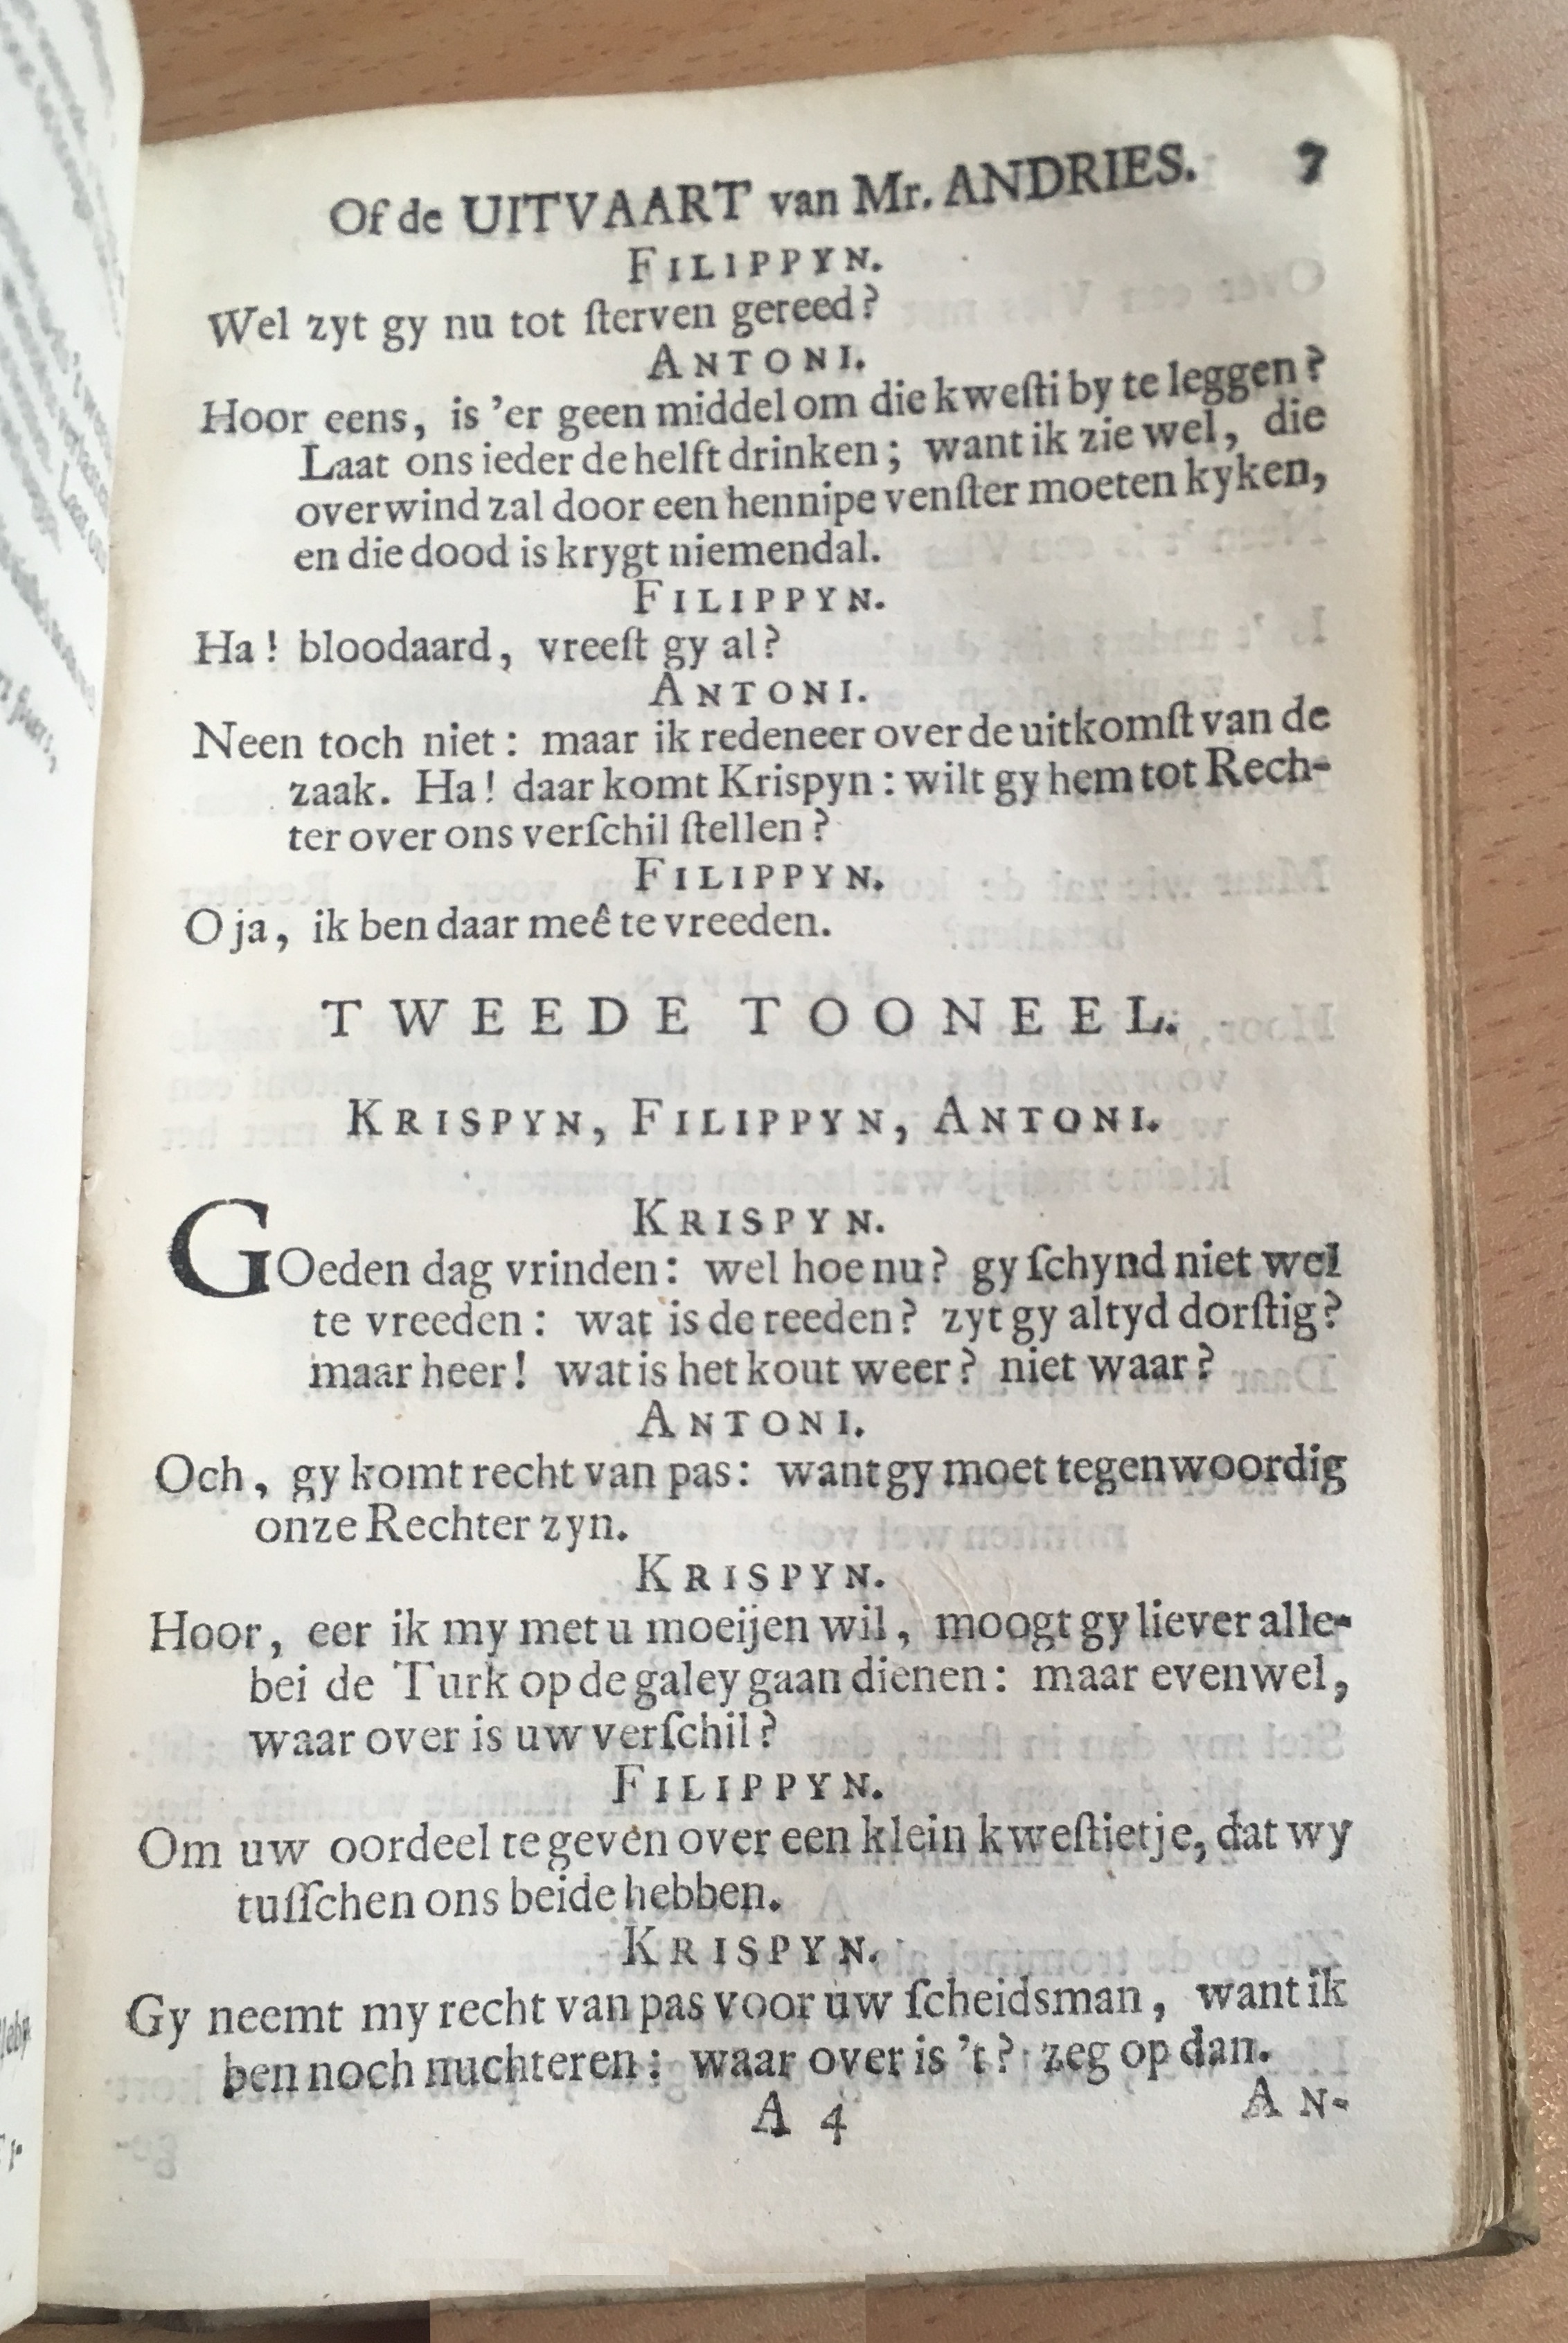 Of de UITVAART van Mr. ANDRIES. 7
FILIPPYN.
Wel zyt gy nu tot ſterven gereed?
ANTONI.
Hoor eens, is 'er geen middel om die kweſti by te leggen?
Laat ons ieder de helft drinken; want ik zie wel, die
overwind zal door een hennipe venſter moeten kyken,
en die dood is krygt niemendal.
FILIPPYN.
Ha! bloodaard, vreeſt gy al?
ANTONI.
Neen toch niet: maar ik redeneer over de uitkomſt van de
zaak. Ha! daar komt Krispyn: wilt gy hem tot Rech-
ter over ons verſchil ſtellen?
FILIPPYN.
O ja, ik ben daar meê te vreeden.
TWEEDE TOONEEL.
KRISPYN, FILIPPYN, ANTONI.
KRISPYN.
GOeden dag vrinden: wel hoe nu? gy ſchynd niet wel
te vreeden: wat is de reeden? zyt gy altyd dorſtig?
maar heer! wat is het kout weer? niet waar?
ANTONI.
Och, gy komt recht van pas: want gy moet tegenwoordig
onze Rechter zyn.
KRISPYN.
Hoor, eer ik my met u moeijen wil, moogt gy liever alle-
bei de Turk op de galey gaan dienen: maar evenwel,
waar over is uw verſchil?
FILIPPYN.
Om uw oordeel te geven over een klein kweſtietje, dat wy
tuſſchen ons beide hebben.
KRISPYN.
Gy neemt my recht van pas voor uw ſcheidsman, want ik
ben noch nuchteren: waar over is 't? zeg op dan.
A 4 AN-